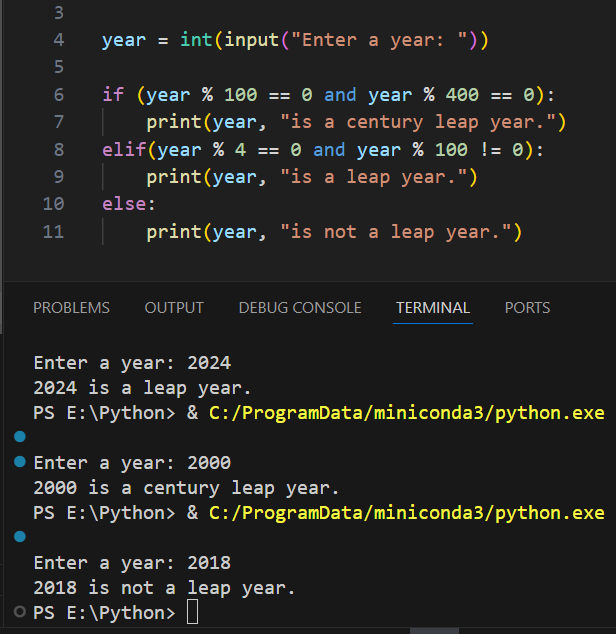 3
4 year = int(input("Enter a year: "))
5
6 if (year % 100 == 0 and year % 400 == 0):
7     print(year, "is a century leap year.")
8 elif(year % 4 == 0 and year % 100 != 0):
9     print(year, "is a leap year.")
10 else:
11     print(year, "is not a leap year.")
PROBLEMS OUTPUT DEBUG CONSOLE TERMINAL PORTS
Enter a year: 2024
2024 is a leap year.
PS E:\Python> & C:/ProgramData/miniconda3/python.exe
Enter a year: 2000
2000 is a century leap year.
PS E:\Python> & C:/ProgramData/miniconda3/python.exe
Enter a year: 2018
2018 is not a leap year.
PS E:\Python>